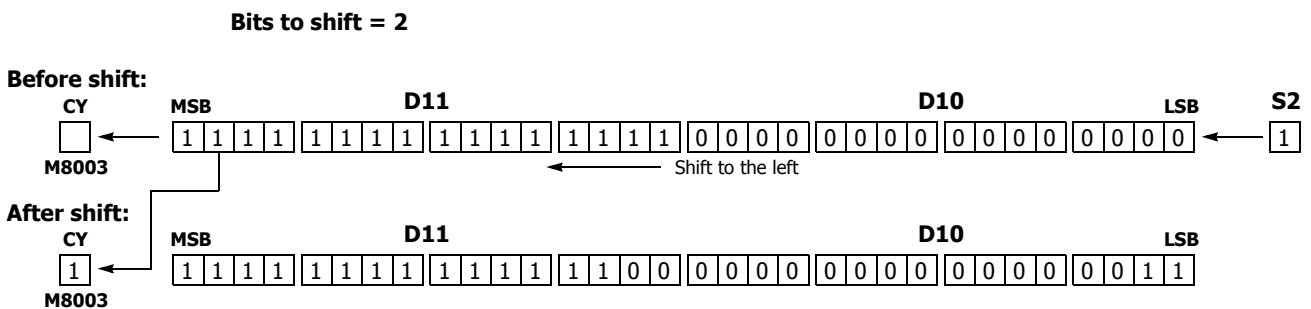 Bits to shift = 2
Before shift:
CY MSB D11 D10 LSB S2
1 1 1 1 1 1 1 1 1 1 1 1 1 1 1 1 0 0 0 0 0 0 0 0 0 0 0 0 0 0 0 0 1
M8003 Shift to the left
After shift:
CY MSB D11 D10 LSB
1 1 1 1 1 1 1 1 1 1 1 1 1 1 1 0 0 0 0 0 0 0 0 0 0 0 0 0 0 0 0 1 1
M8003